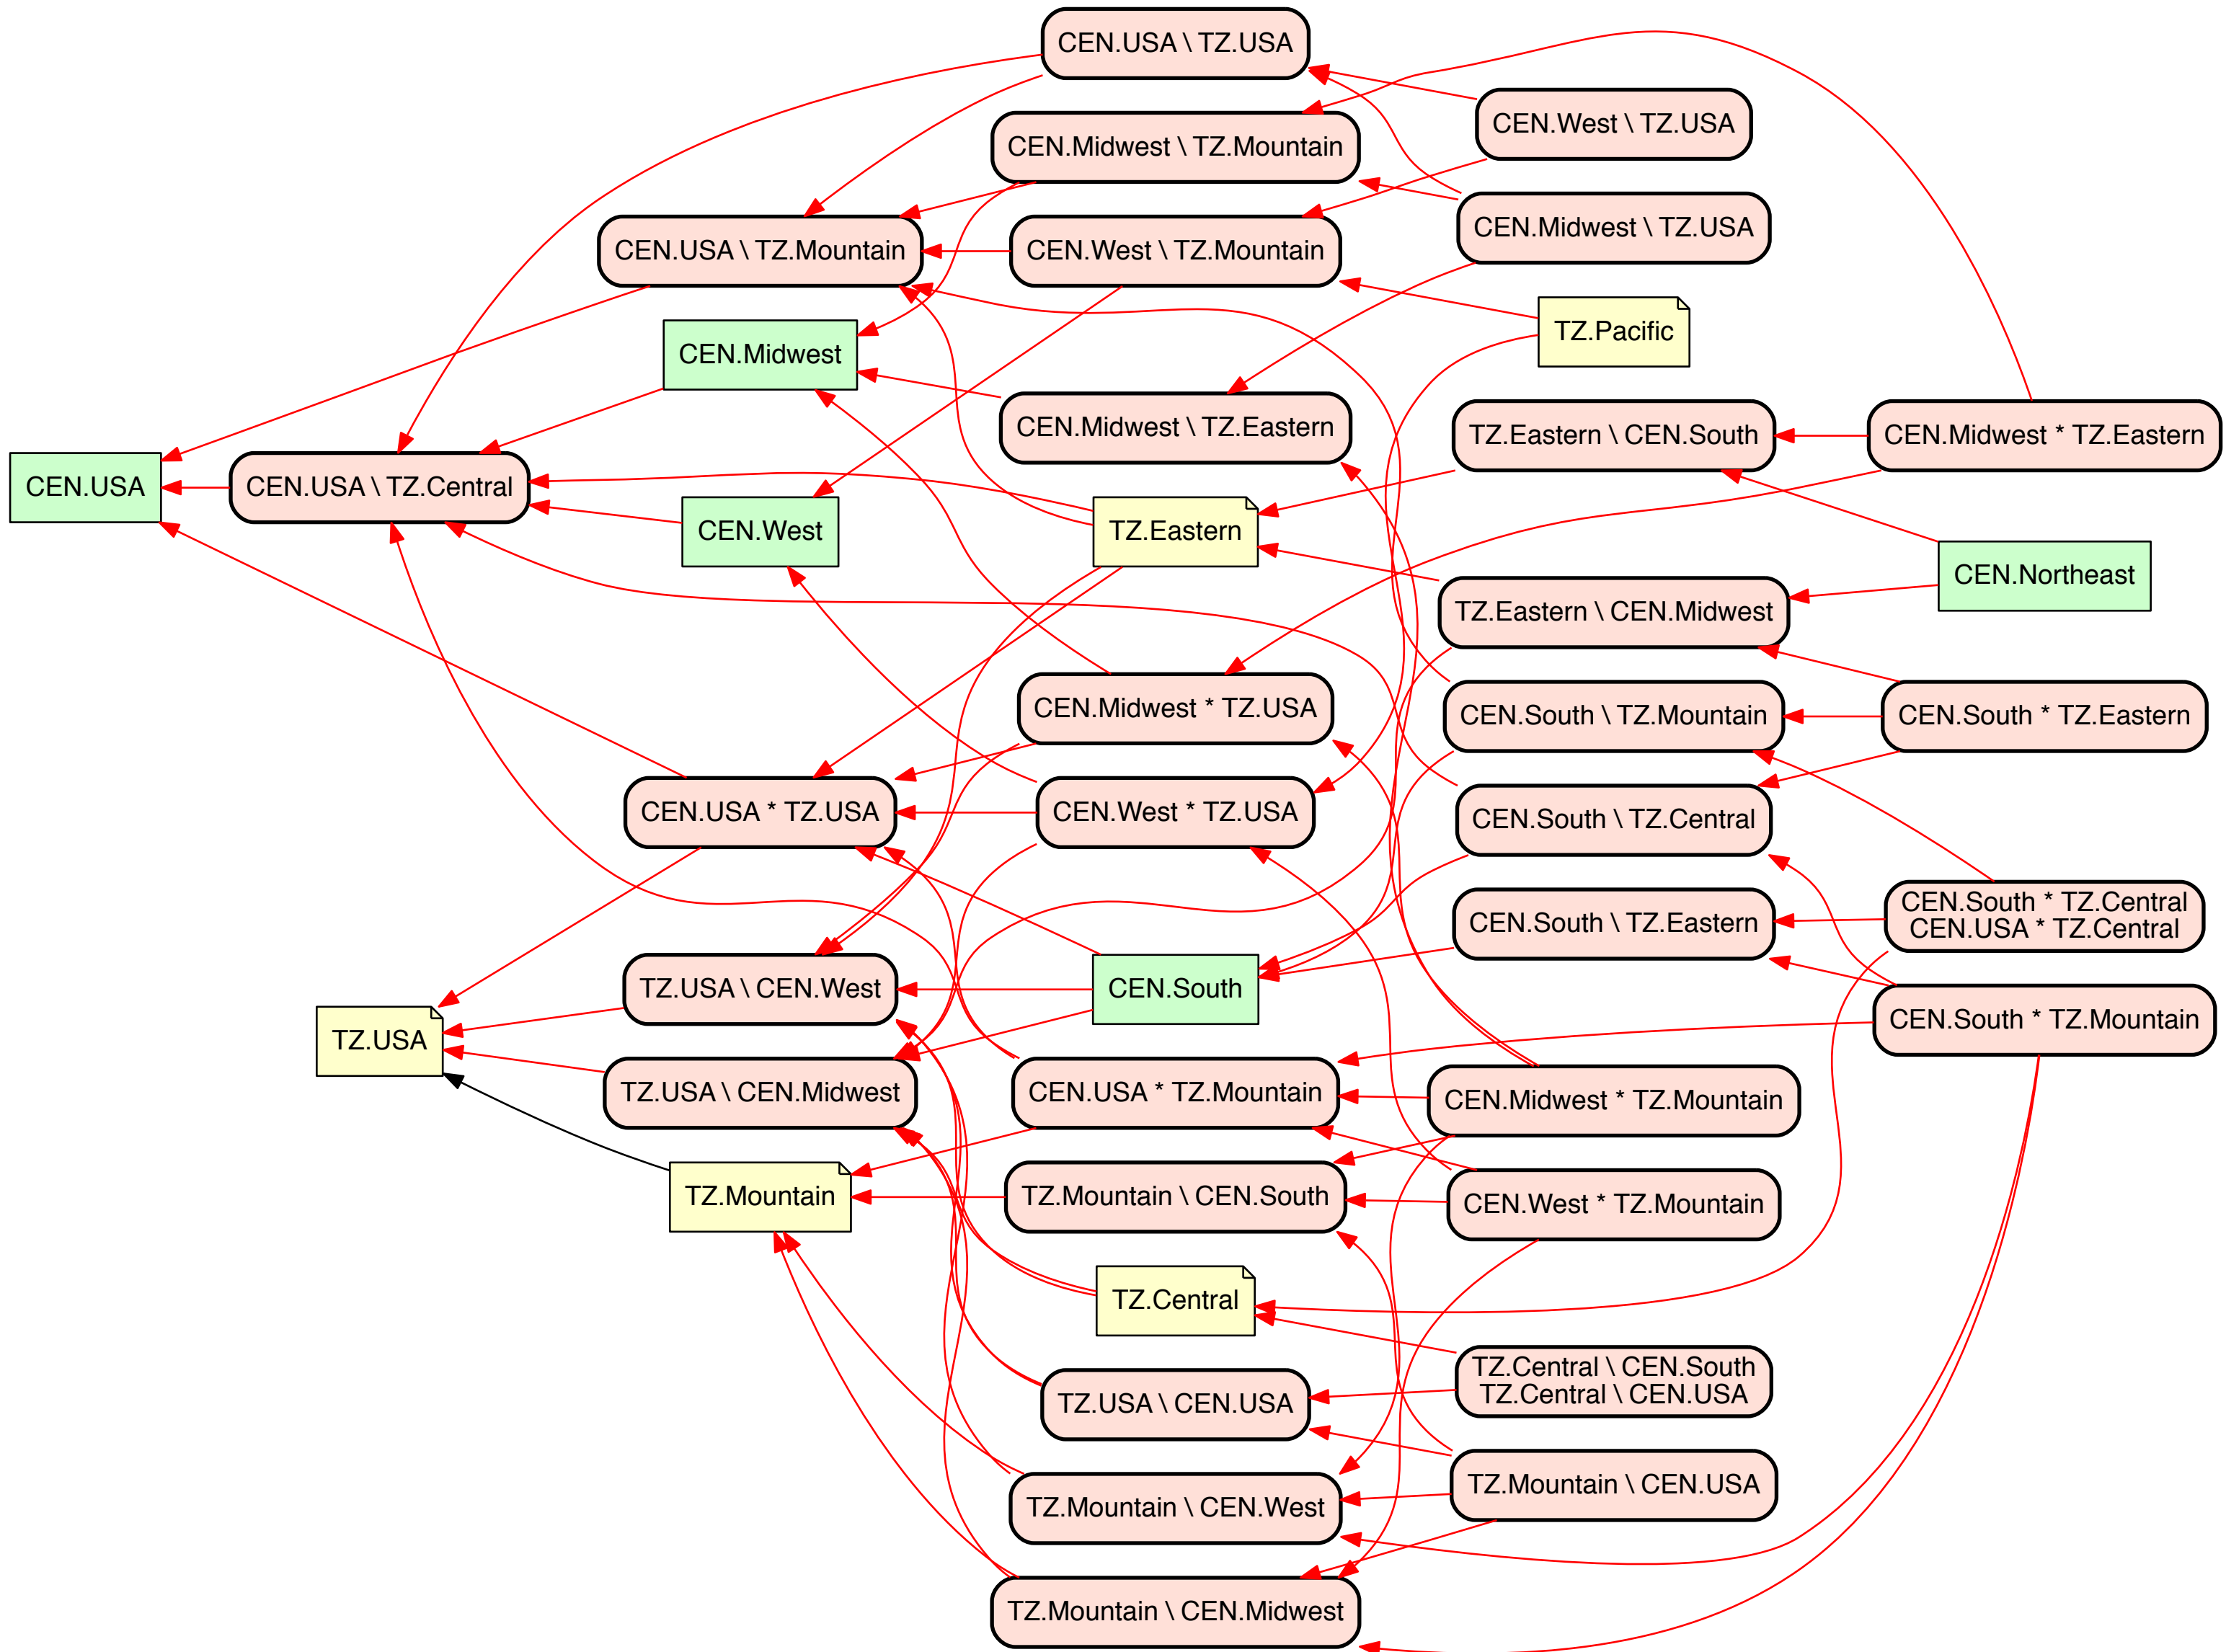 CEN.USA \ TZ.USA
CEN.West \ TZ.USA
CEN.Midwest \ TZ.Mountain
CEN.Midwest \ TZ.USA
CEN.USA \ TZ.Mountain
CEN.West \ TZ.Mountain
TZ.Pacific
CEN.Midwest
CEN.Midwest \ TZ.Eastern
TZ.Eastern \ CEN.South
CEN.Midwest * TZ.Eastern
CEN.USA
CEN.USA \ TZ.Central
CEN.West
TZ.Eastern
CEN.Northeast
TZ.Eastern \ CEN.Midwest
CEN.Midwest * TZ.USA
CEN.South \ TZ.Mountain
CEN.South * TZ.Eastern
CEN.USA * TZ.USA
CEN.West * TZ.USA
CEN.South \ TZ.Central
CEN.South \ TZ.Eastern
CEN.South * TZ.Central
CEN.USA * TZ.Central
TZ.USA \ CEN.West
CEN.South
CEN.South * TZ.Mountain
TZ.USA
TZ.USA \ CEN.Midwest
CEN.USA * TZ.Mountain
CEN.Midwest * TZ.Mountain
TZ.Mountain
TZ.Mountain \ CEN.South
CEN.West * TZ.Mountain
TZ.Central
TZ.Central \ CEN.South
TZ.Central \ CEN.USA
TZ.USA \ CEN.USA
TZ.Mountain \ CEN.USA
TZ.Mountain \ CEN.West
TZ.Mountain \ CEN.Midwest